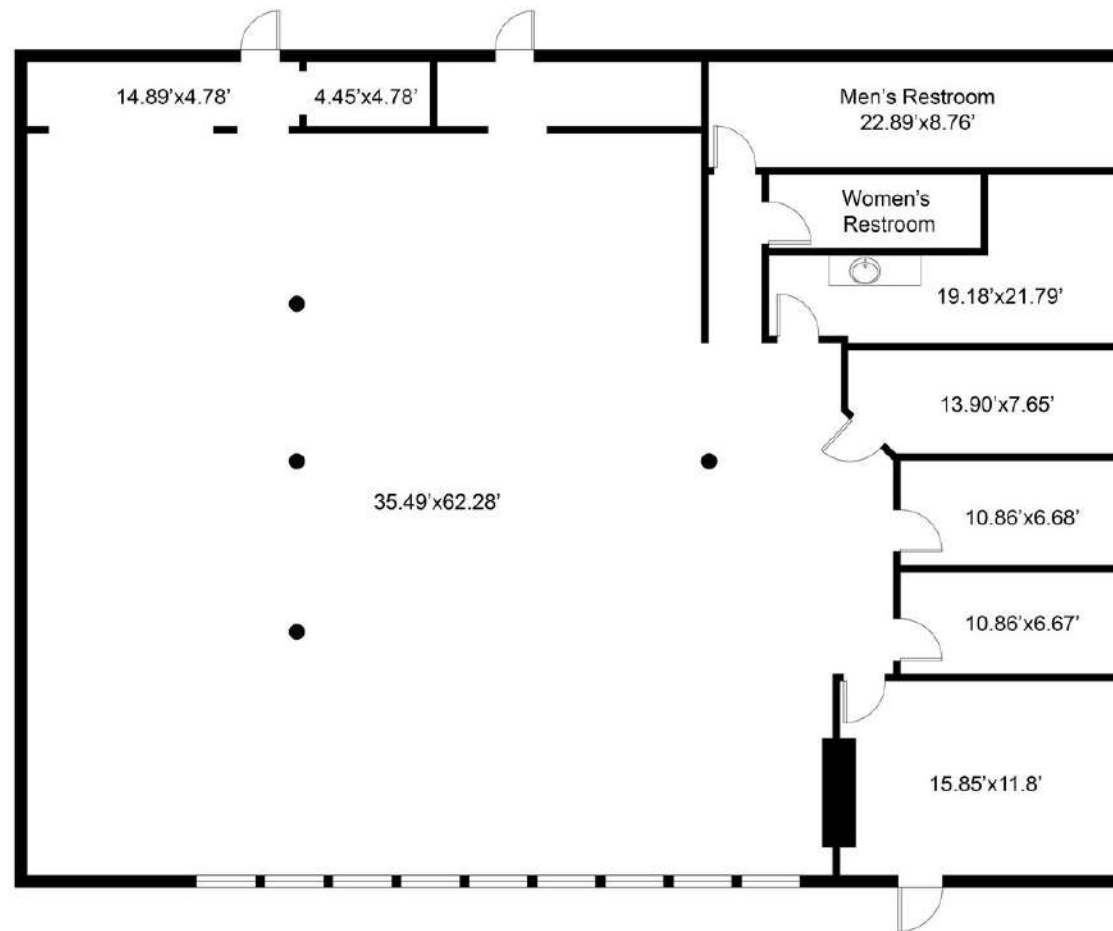 14.89’x4.78’
4.45’x4.78’
Men’s Restroom
22.89’x8.76’
Women’s
Restroom
19.18’x21.79’
13.90’x7.65’
35.49’x62.28’
10.86’x6.68’
10.86’x6.67’
15.85’x11.8’